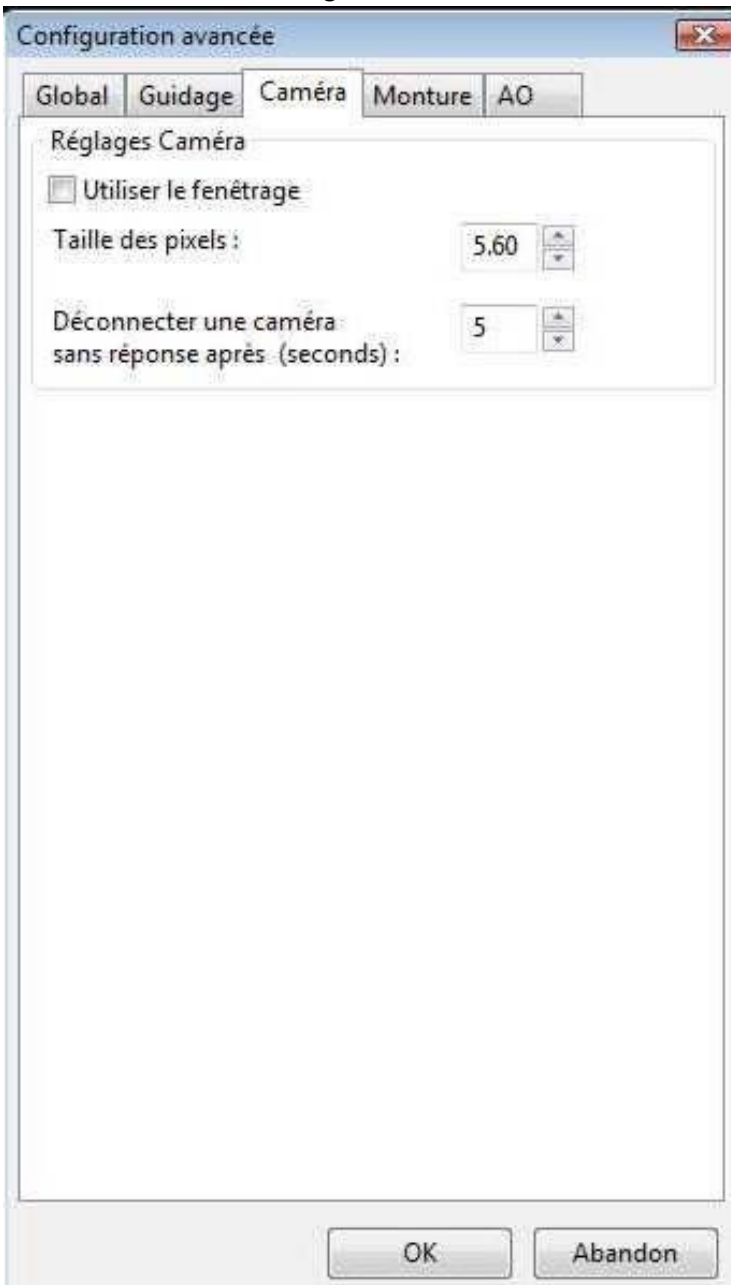 Configuration avancée
Global Guidage Caméra Monture AO
Réglages Caméra
Utiliser le fenêtrage
Taille des pixels : 5.60
Déconnecter une caméra
sans réponse après (seconds) : 5
OK Abandon